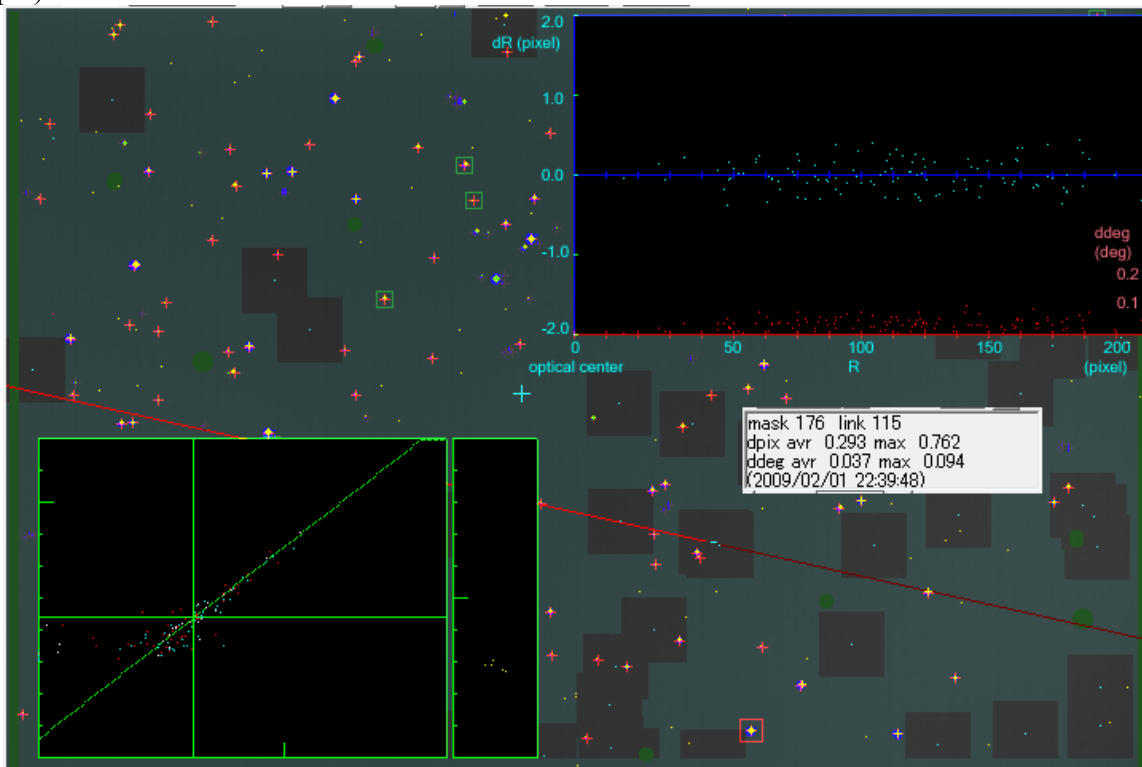 2.0
dR (pixel)
1.0
0.0
-1.0
-2.0
ddeg
(deg)
0.2
0.1
0 50 100 150 200
optical center R (pixel)
mask 176 link 115
dpix avr 0.293 max 0.762
ddeg avr 0.037 max 0.094
(2009/02/01 22:39:48)